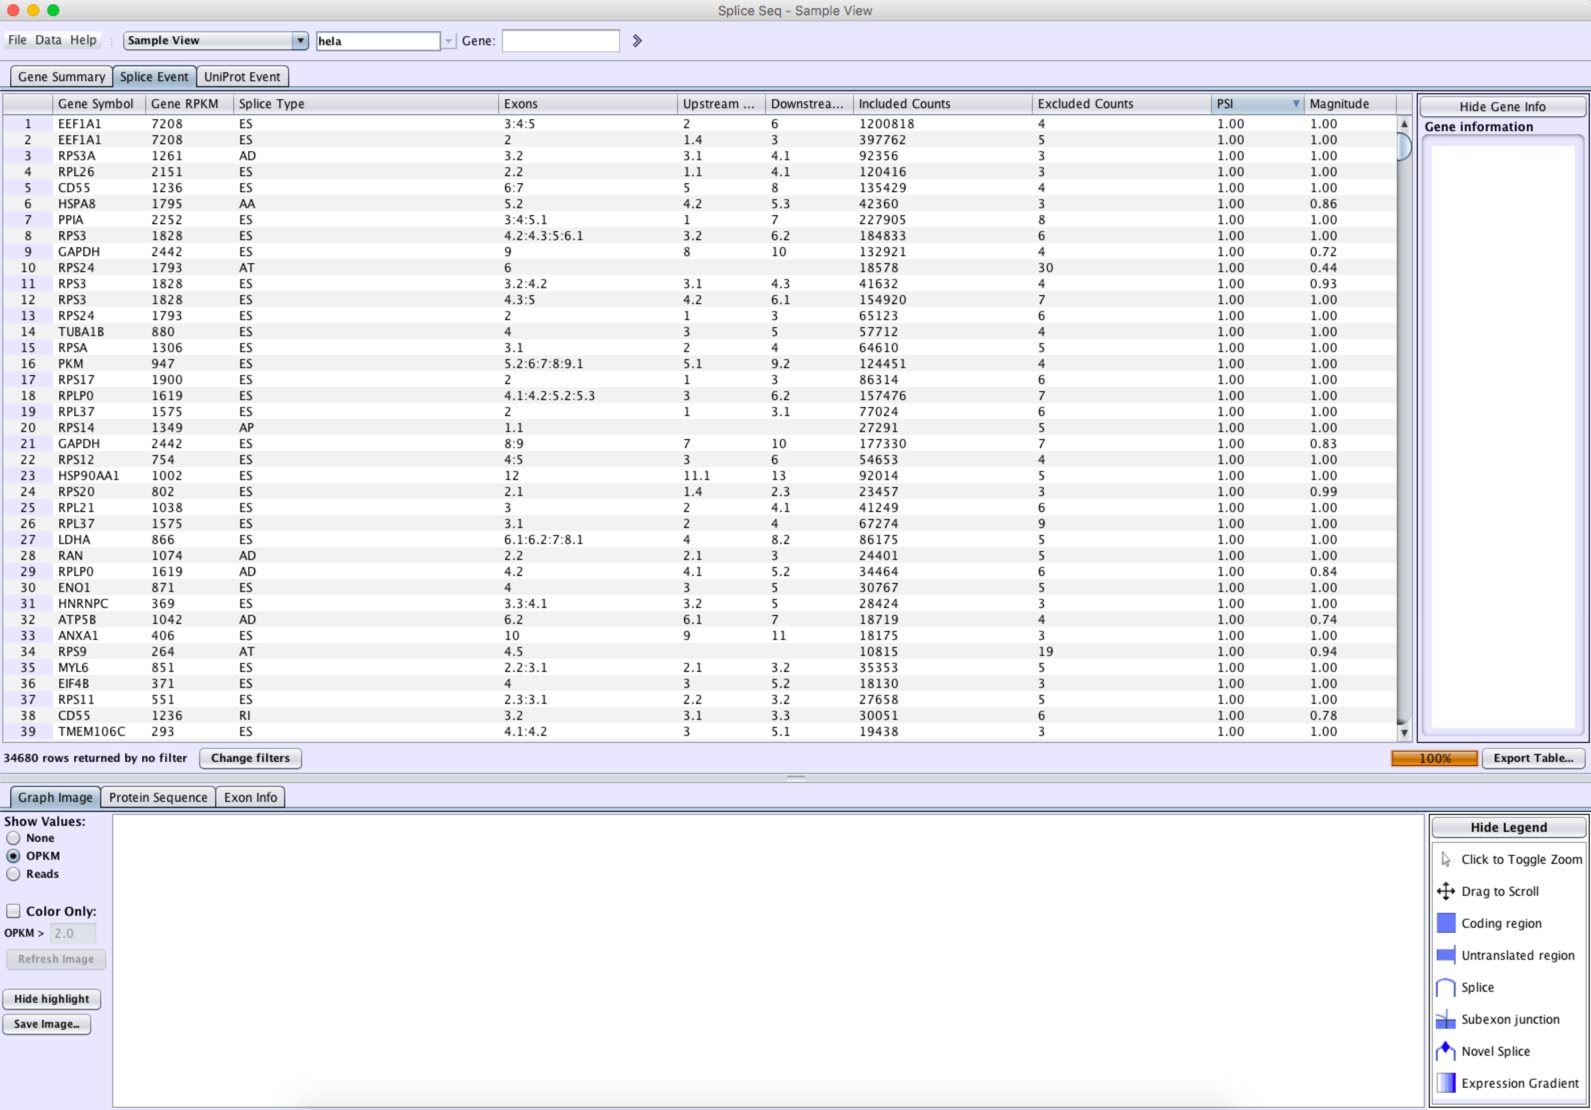 Splice Seq - Sample View
File Data Help Sample View hela Gene:
Gene Summary Splice Event UniProt Event
Gene Symbol Gene RPKM Splice Type Exons Upstream ... Downstrea... Included Counts Excluded Counts PSI Magnitude
1 EEF1A1 7208 ES 3:4:5 2 6 1200818 4 1.00 1.00
2 EEF1A1 7208 ES 2 1.4 3 397762 5 1.00 1.00
3 RPS3A 1261 AD 3.2 3.1 4.1 92356 3 1.00 1.00
4 RPL26 2151 ES 2.2 1.1 4.1 120416 3 1.00 1.00
5 CD55 1236 ES 6:7 5 8 135429 4 1.00 1.00
6 HSPA8 1795 AA 5.2 4.2 5.3 42360 3 1.00 0.86
7 PPIA 2252 ES 3:4:5.1 1 7 227905 8 1.00 1.00
8 RPS3 1828 ES 4.2:4.3:5:6.1 3.2 6.2 184833 6 1.00 1.00
9 GAPDH 2442 ES 9 8 10 132921 4 1.00 0.72
10 RPS24 1793 AT 6 18578 30 1.00 0.44
11 RPS3 1828 ES 3.2:4.2 3.1 4.3 41632 4 1.00 0.93
12 RPS3 1828 ES 4.3:5 4.2 6.1 154920 7 1.00 1.00
13 RPS24 1793 ES 2 1 3 65123 6 1.00 1.00
14 TUBA1B 880 ES 4 3 5 57712 4 1.00 1.00
15 RPSA 1306 ES 3.1 2 4 64610 5 1.00 1.00
16 PKM 947 ES 5.2:6:7:8:9.1 5.1 9.2 124451 4 1.00 1.00
17 RPS17 1900 ES 2 1 3 86314 6 1.00 1.00
18 RPLP0 1619 ES 4.1:4.2:5.2:5.3 3 6.2 157476 7 1.00 1.00
19 RPL37 1575 ES 2 1 3.1 77024 6 1.00 1.00
20 RPS14 1349 AP 1.1 27291 5 1.00 1.00
21 GAPDH 2442 ES 8:9 7 10 177330 7 1.00 0.83
22 RPS12 754 ES 4:5 3 6 54653 4 1.00 1.00
23 HSP90AA1 1002 ES 12 11.1 13 92014 5 1.00 1.00
24 RPS20 802 ES 2.1 1.4 2.3 23457 3 1.00 0.99
25 RPL21 1038 ES 3 2 4.1 41249 6 1.00 1.00
26 RPL37 1575 ES 3.1 2 4 67274 9 1.00 1.00
27 LDHA 866 ES 6.1:6.2:7:8.1 4 8.2 86175 5 1.00 1.00
28 RAN 1074 AD 2.2 2.1 3 24401 5 1.00 1.00
29 RPLP0 1619 AD 4.2 4.1 5.2 34464 6 1.00 0.84
30 ENO1 871 ES 4 3 5 30767 5 1.00 1.00
31 HNRNPC 369 ES 3.3:4.1 3.2 5 28424 3 1.00 1.00
32 ATP5B 1042 AD 6.2 6.1 7 18719 4 1.00 0.74
33 ANXA1 406 ES 10 9 11 18175 3 1.00 1.00
34 RPS9 264 AT 4.5 10815 19 1.00 0.94
35 MYL6 851 ES 2.2:3.1 2.1 3.2 35353 5 1.00 1.00
36 EIF4B 371 ES 4 3 5.2 18130 3 1.00 1.00
37 RPS11 551 ES 2.3:3.1 2.2 3.2 27658 5 1.00 1.00
38 CD55 1236 RI 3.2 3.1 3.3 30051 6 1.00 0.78
39 TMEM106C 293 ES 4.1:4.2 3 5.1 19438 3 1.00 1.00
Hide Gene Info
Gene information
34680 rows returned by no filter Change filters 100% Export Table...
Graph Image Protein Sequence Exon Info
Show Values:
None
OPKM
Reads
Color Only:
OPKM > 2.0
Refresh Image
Hide highlight
Save Image...
Hide Legend
Click to Toggle Zoom
Drag to Scroll
Coding region
Untranslated region
Splice
Subexon junction
Novel Splice
Expression Gradient